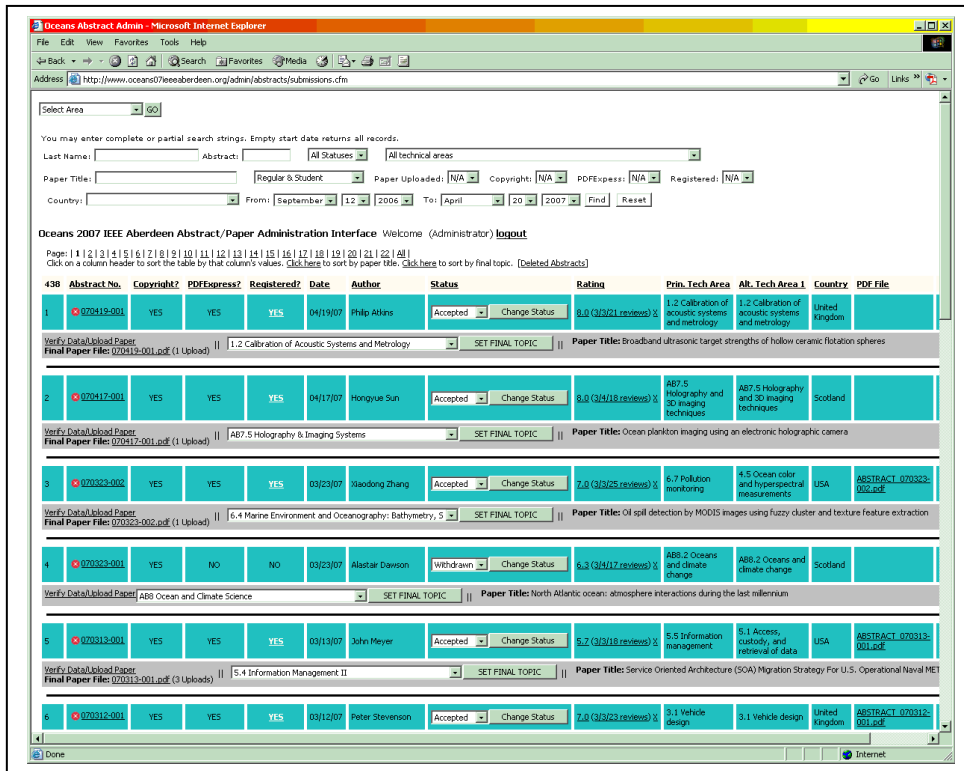 Oceans Abstract Admin - Microsoft Internet Explorer
File Edit View Favorites Tools Help
Back Search Favorites Media
Address http://www.oceans07ieeeaberdeen.org/admin/abstracts/submissions.cfm Go Links »
Select Area GO
You may enter complete or partial search strings. Empty start date returns all records.
Last Name: Abstract: All Statuses All technical areas
Paper Title: Regular & Student Paper Uploaded: N/A Copyright: N/A PDFExpess: N/A Registered: N/A
Country: From: September 12 2006 To: April 20 2007 Find Reset
Oceans 2007 IEEE Aberdeen Abstract/Paper Administration Interface Welcome (Administrator) logout
Page: | 1 | 2 | 3 | 4 | 5 | 6 | 7 | 8 | 9 | 10 | 11 | 12 | 13 | 14 | 15 | 16 | 17 | 18 | 19 | 20 | 21 | 22 | All |
Click on a column header to sort the table by that column's values. Click here to sort by paper title. Click here to sort by final topic. [Deleted Abstracts]
438 Abstract No. Copyright? PDFExpress? Registered? Date Author Status Rating Prin. Tech Area Alt. Tech Area 1 Country PDF File
1 070419-001 YES YES YES 04/19/07 Philip Atkins Accepted Change Status 8.0 (3/3/21 reviews) X 1.2 Calibration of acoustic systems and metrology 1.2 Calibration of acoustic systems and metrology United Kingdom
Verify Data/Upload Paper
Final Paper File: 070419-001.pdf (1 Upload) || 1.2 Calibration of Acoustic Systems and Metrology SET FINAL TOPIC || Paper Title: Broadband ultrasonic target strengths of hollow ceramic flotation spheres
2 070417-001 YES YES YES 04/17/07 Hongyue Sun Accepted Change Status 8.0 (3/4/18 reviews) X AB7.5 Holography and 3D imaging techniques AB7.5 Holography and 3D imaging techniques Scotland
Verify Data/Upload Paper
Final Paper File: 070417-001.pdf (1 Upload) || AB7.5 Holography & Imaging Systems SET FINAL TOPIC || Paper Title: Ocean plankton imaging using an electronic holographic camera
3 070323-002 YES YES YES 03/23/07 Xiaodong Zhang Accepted Change Status 7.0 (3/3/25 reviews) X 6.7 Pollution monitoring 4.5 Ocean color and hyperspectral measurements USA ABSTRACT_070323-002.pdf
Verify Data/Upload Paper
Final Paper File: 070323-002.pdf (1 Upload) || 6.4 Marine Environment and Oceanography: Bathymetry, S SET FINAL TOPIC || Paper Title: Oil spill detection by MODIS images using fuzzy cluster and texture feature extraction
4 070323-001 YES NO NO 03/23/07 Alastair Dawson Withdrawn Change Status 6.3 (3/4/17 reviews) X AB8.2 Oceans and climate change AB8.2 Oceans and climate change Scotland
Verify Data/Upload Paper AB8 Ocean and Climate Science SET FINAL TOPIC || Paper Title: North Atlantic ocean: atmosphere interactions during the last millennium
5 070313-001 YES YES YES 03/13/07 John Meyer Accepted Change Status 5.7 (3/3/18 reviews) X 5.5 Information management 5.1 Access, custody, and retrieval of data USA ABSTRACT_070313-001.pdf
Verify Data/Upload Paper
Final Paper File: 070313-001.pdf (3 Uploads) || 5.4 Information Management II SET FINAL TOPIC || Paper Title: Service Oriented Architecture (SOA) Migration Strategy For U.S. Operational Naval MET
6 070312-001 YES YES YES 03/12/07 Peter Stevenson Accepted Change Status 7.0 (3/3/23 reviews) X 3.1 Vehicle design 3.1 Vehicle design United Kingdom ABSTRACT_070312-001.pdf
Done Internet